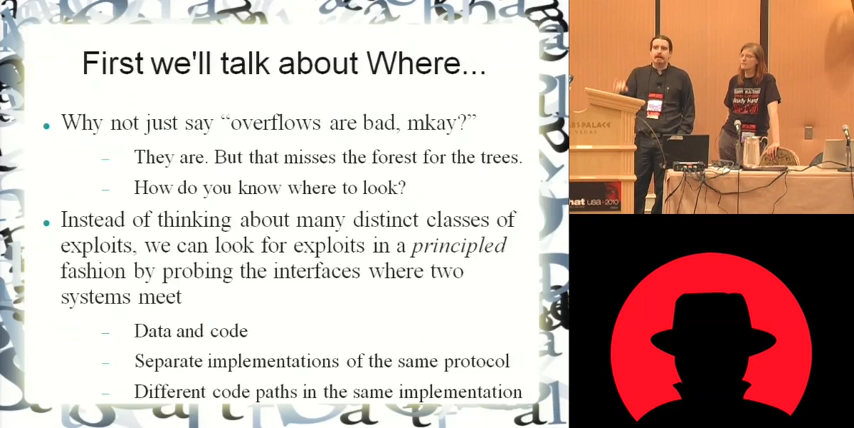 First we'll talk about Where...
• Why not just say “overflows are bad, mkay?”
– They are. But that misses the forest for the trees.
– How do you know where to look?
• Instead of thinking about many distinct classes of
exploits, we can look for exploits in a principled
fashion by probing the interfaces where two
systems meet
– Data and code
– Separate implementations of the same protocol
– Different code paths in the same implementation
hat usa - 2010